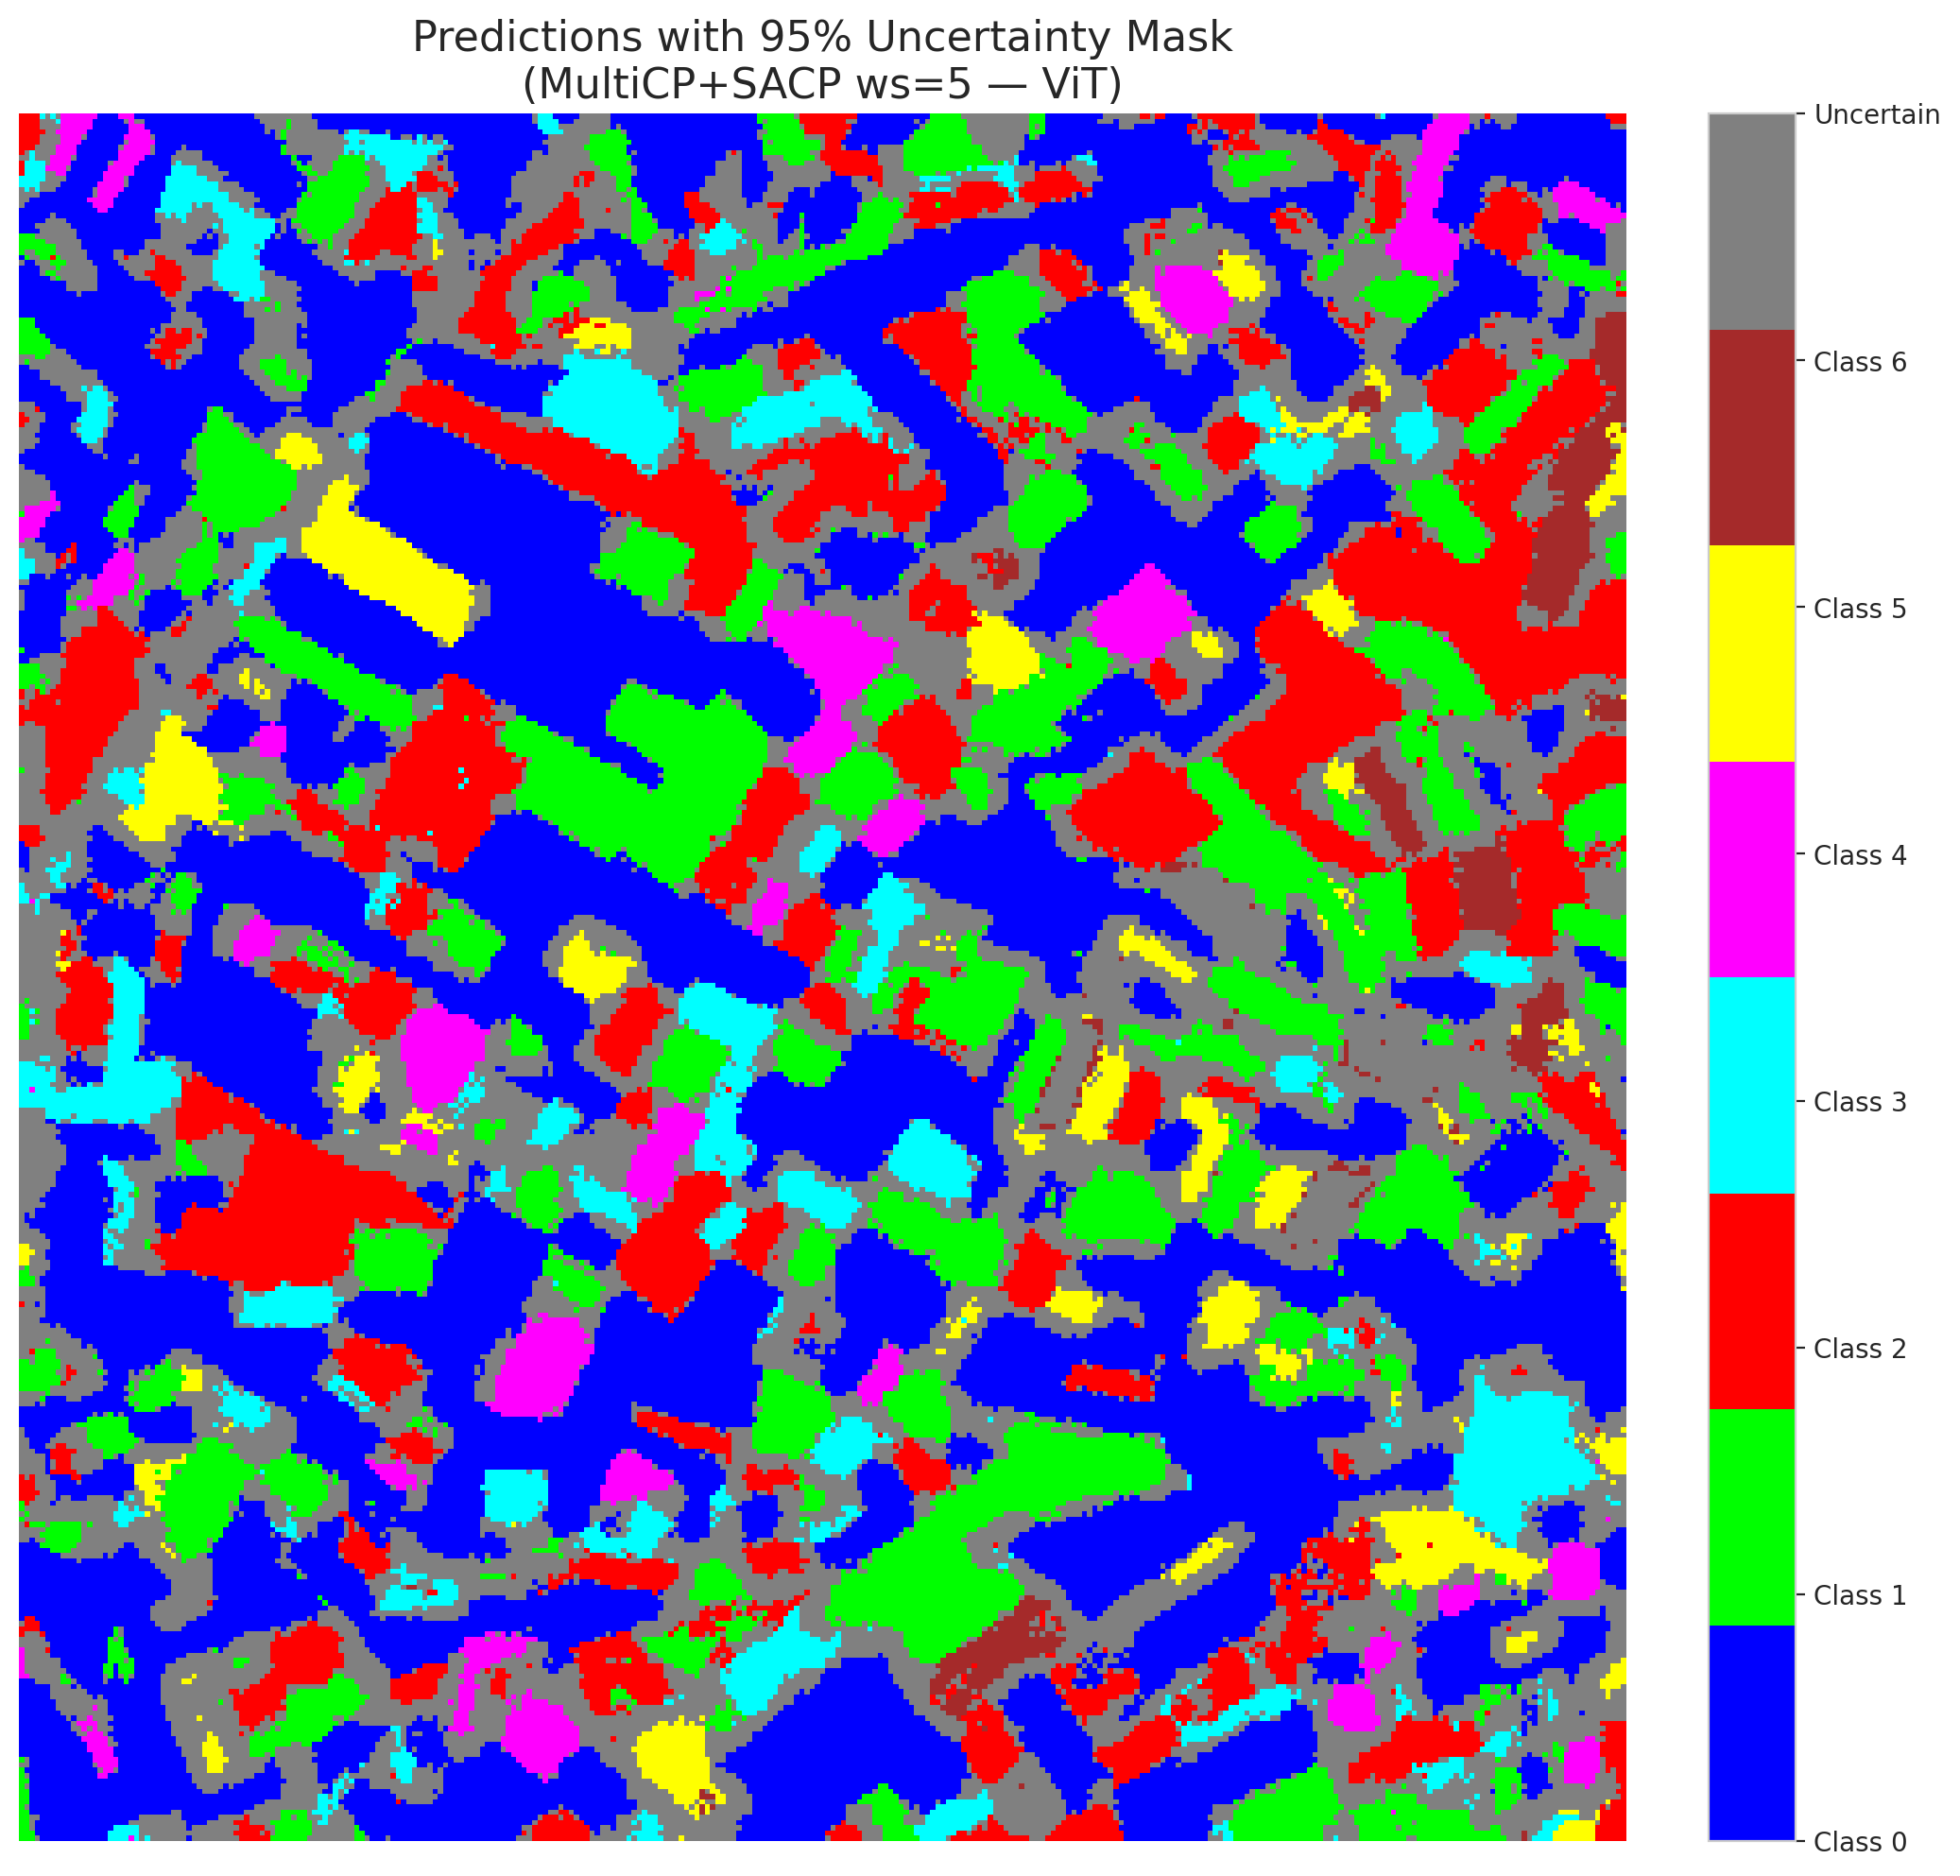 Predictions with 95% Uncertainty Mask
(MultiCP+SACP ws=5 — ViT)
Uncertain
Class 6
Class 5
Class 4
Class 3
Class 2
Class 1
Class 0